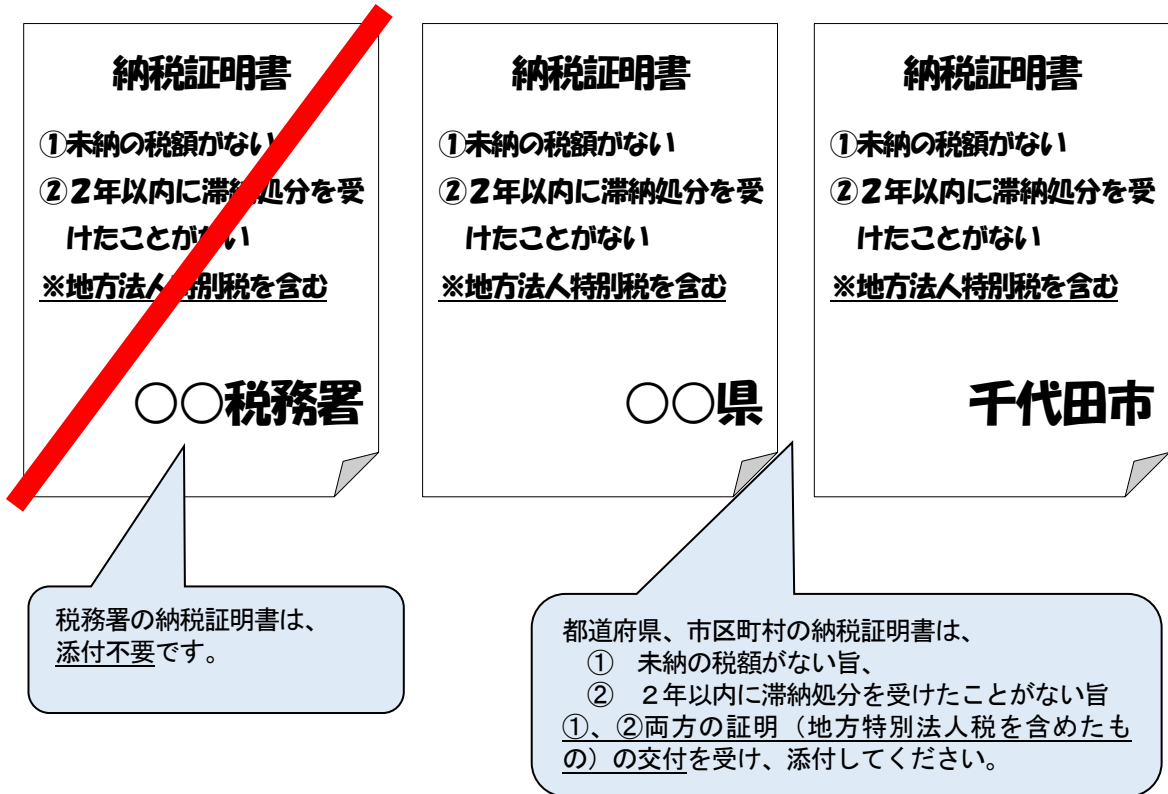 納税証明書
①未納の税額がない
②２年以内に滞納処分を受
けたことがない
※地方法人特別税を含む
○○税務署
納税証明書
①未納の税額がない
②２年以内に滞納処分を受
けたことがない
※地方法人特別税を含む
○○県
納税証明書
①未納の税額がない
②２年以内に滞納処分を受
けたことがない
※地方法人特別税を含む
千代田市
税務署の納税証明書は、
添付不要です。
都道府県、市区町村の納税証明書は、
①　未納の税額がない旨、
②　２年以内に滞納処分を受けたことがない旨
①、②両方の証明（地方特別法人税を含めたも
の）の交付を受け、添付してください。